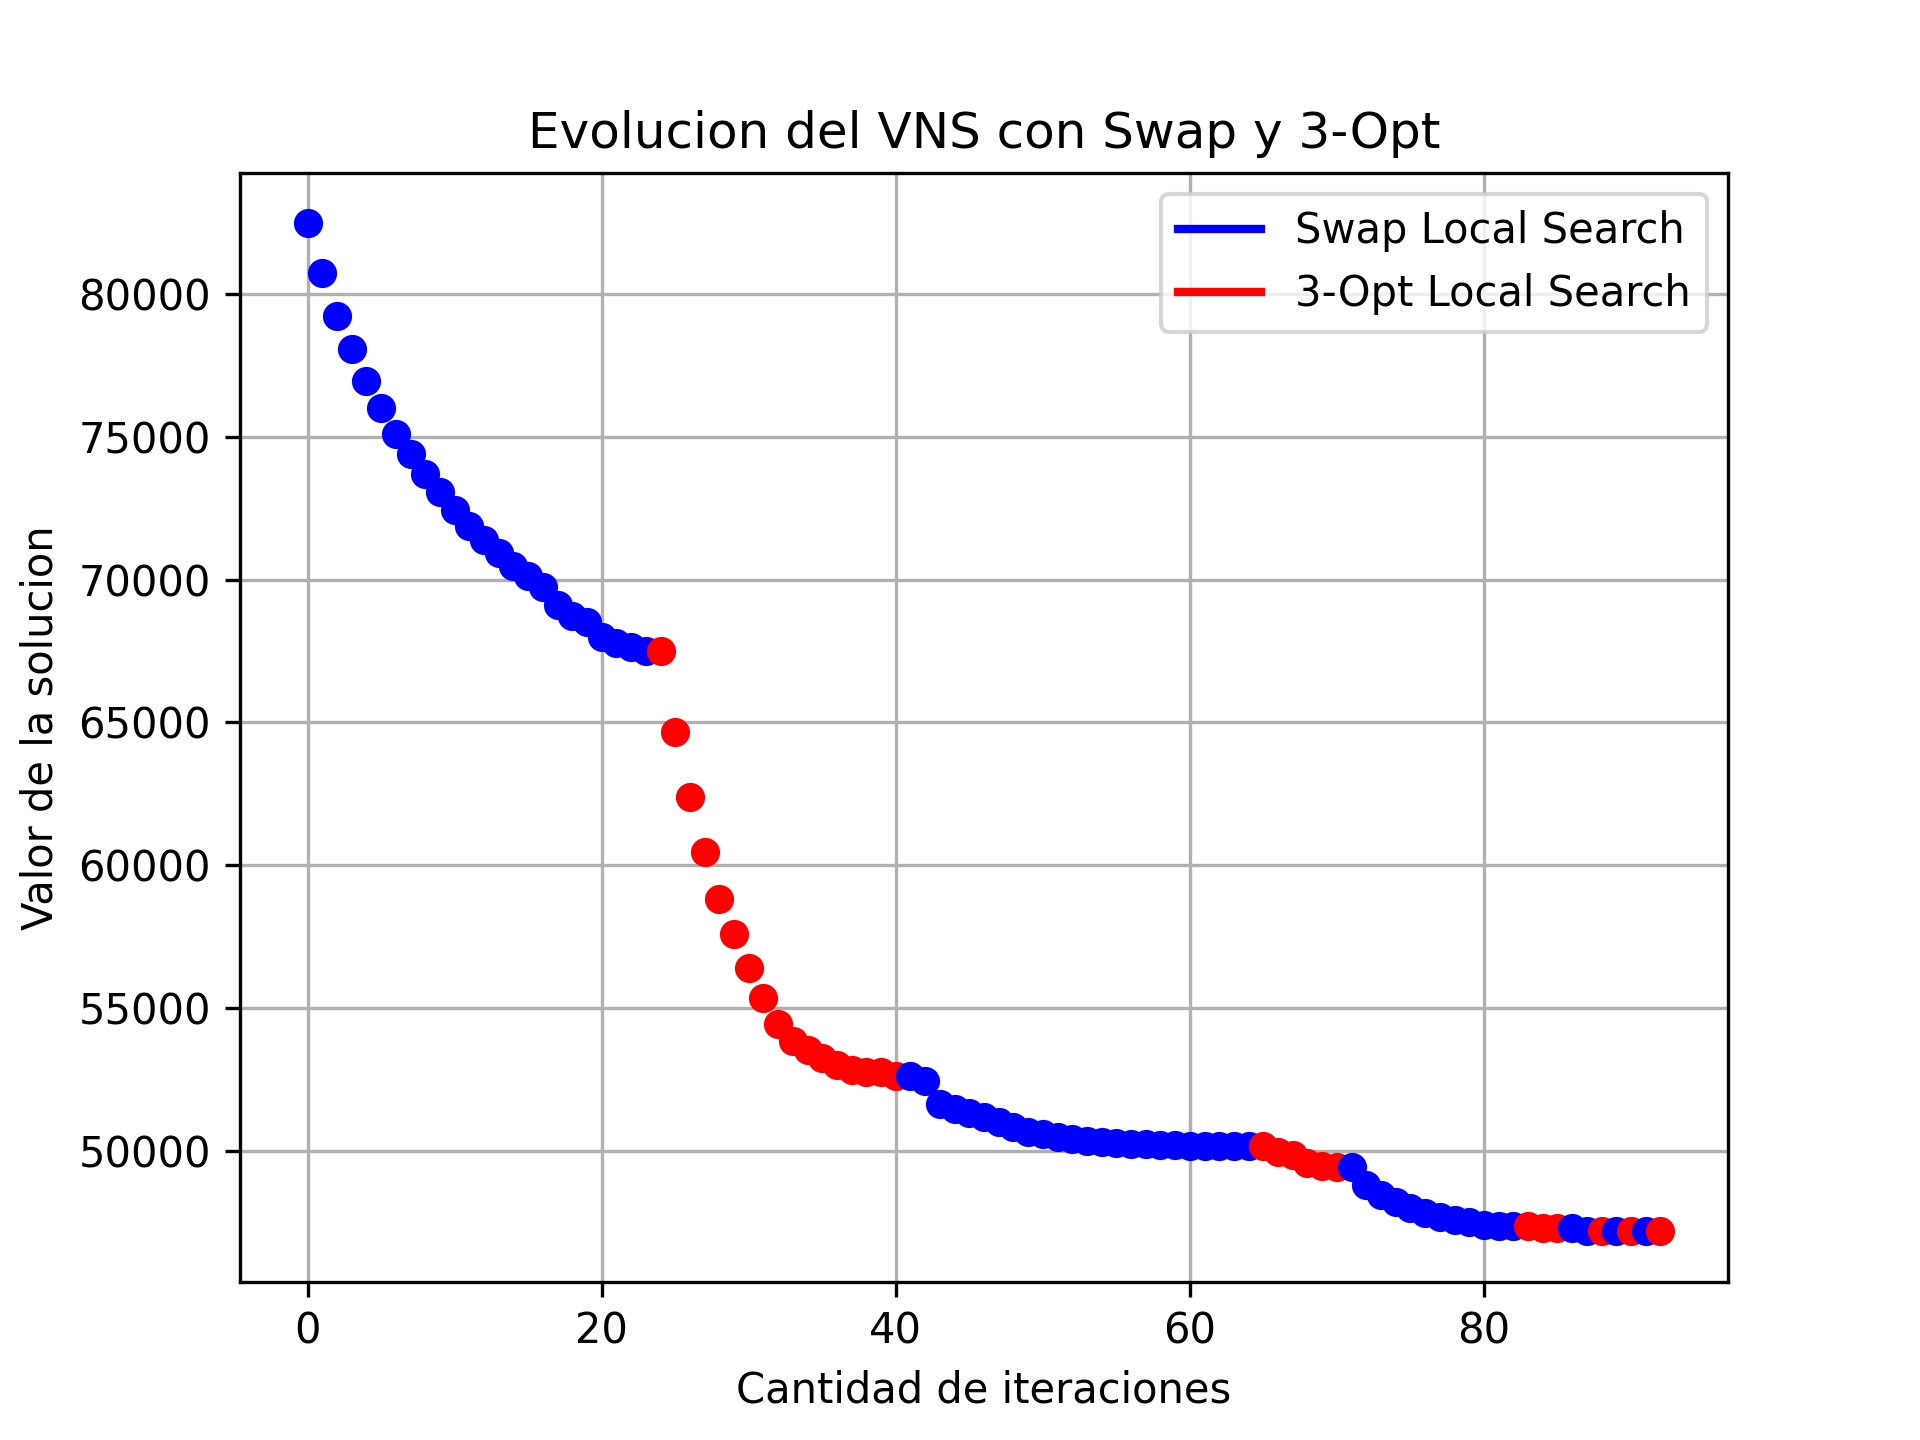 Evolucion del VNS con Swap y 3-Opt
Swap Local Search
3-Opt Local Search
Valor de la solucion
80000
75000
70000
65000
60000
55000
50000
0 20 40 60 80
Cantidad de iteraciones